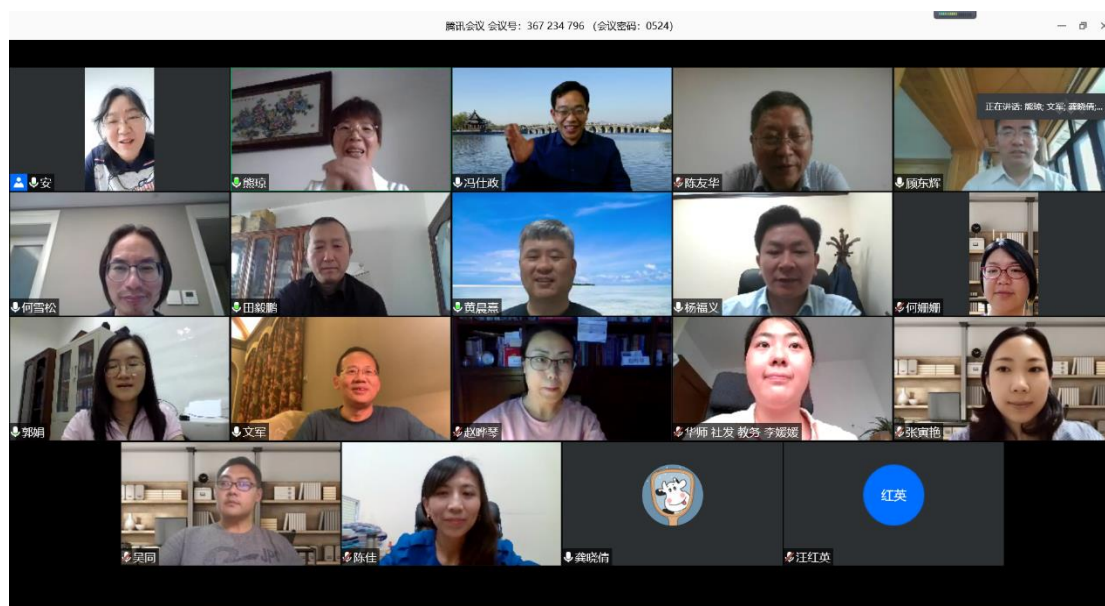 腾讯会议 会议号：367 234 796 （会议密码：0524）
正在讲话: 熊琼; 文军; 龚晓倩;...
安
熊琼
冯仕政
陈友华
顾东辉
何雪松
田毅鹏
黄晨熹
杨福义
何姗姗
郭娟
文军
赵晔琴
华师 社发 教务 李媛媛
张寅艳
吴同
陈佳
龚晓倩
红英
汪红英